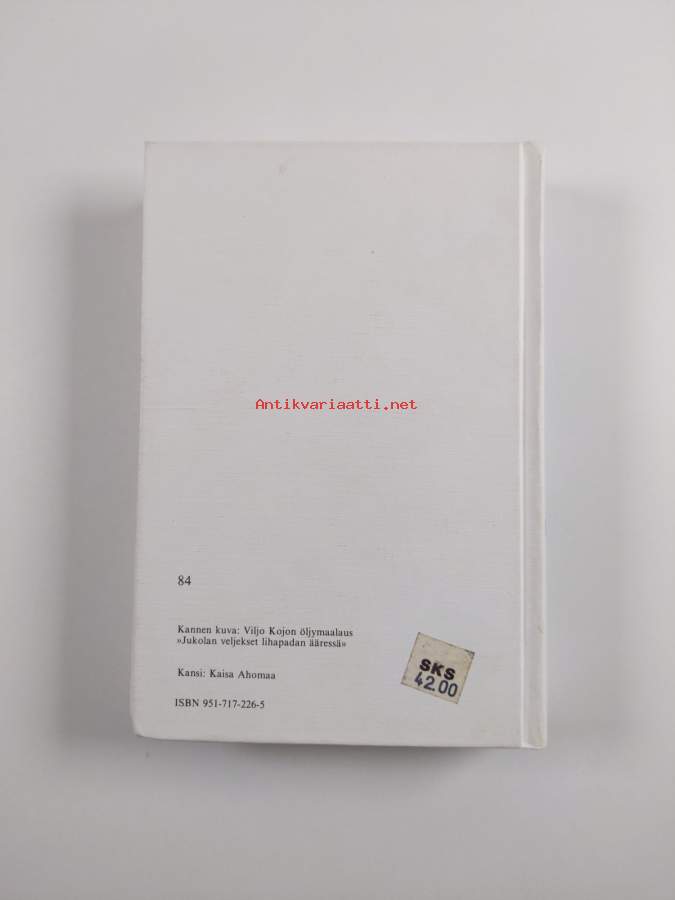 Antikvariaatti.net
84
Kannen kuva: Viljo Kojon öljymaalaus
»Jukolan veljekset lihapadan ääressä»
Kansi: Kaisa Ahomaa
ISBN 951-717-226-5
SKS
42.00